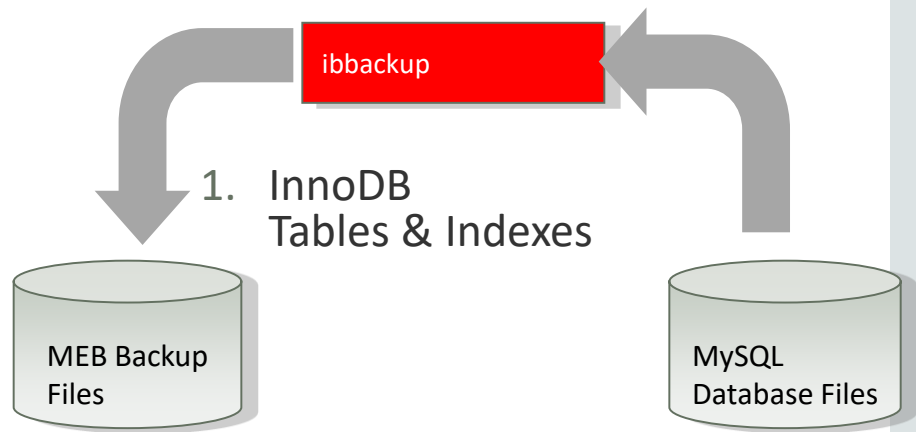 ibbackup
1. InnoDB
Tables & Indexes
MEB Backup
Files
MySQL
Database Files